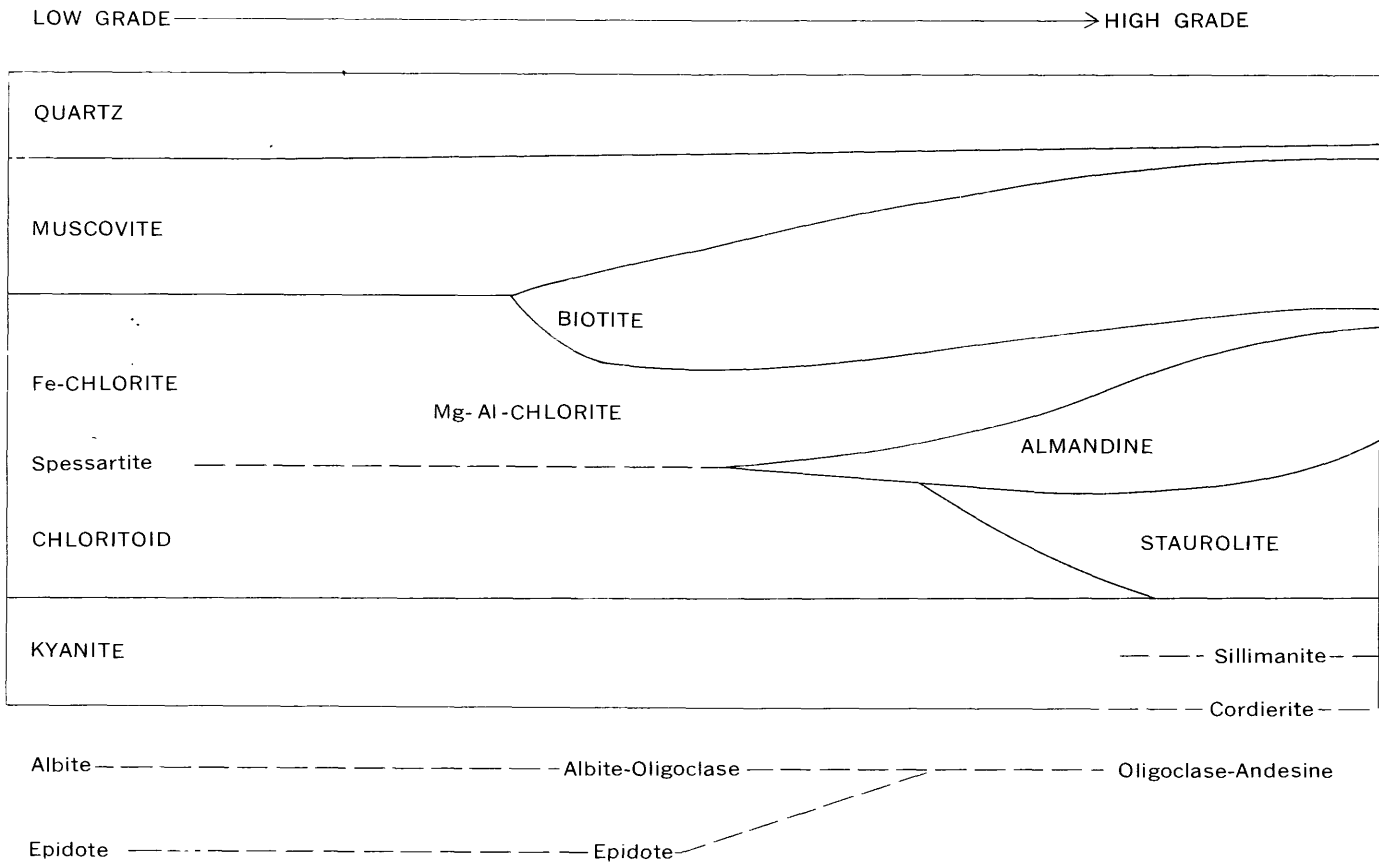 LOW GRADE HIGH GRADE
QUARTZ
MUSCOVITE
BIOTITE
Fe-CHLORITE
Mg-Al-CHLORITE
ALMANDINE
Spessartite
CHLORITOID
STAUROLITE
KYANITE
Sillimanite
Cordierite
Albite Albite-Oligoclase Oligoclase-Andesine
Epidote Epidote